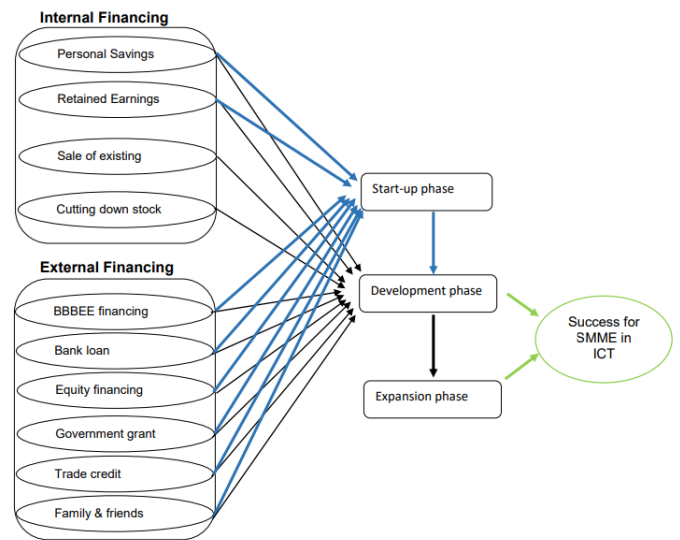 Internal Financing
Personal Savings
Retained Earnings
Sale of existing
Cutting down stock
External Financing
BBBEE financing
Bank loan
Equity financing
Government grant
Trade credit
Family & friends
Start-up phase
Development phase
Expansion phase
Success for
SMME in
ICT